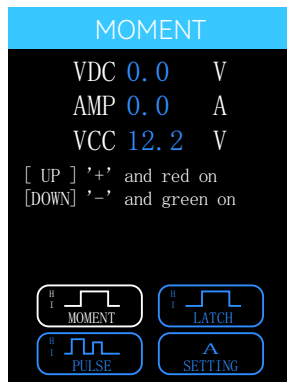 MOMENT
VDC 0.0 V
AMP 0.0 A
VCC 12.2 V
[ UP ] '+' and red on
[DOWN] '-' and green on
H
I
MOMENT
H
I
LATCH
H
I
PULSE
A
SETTING